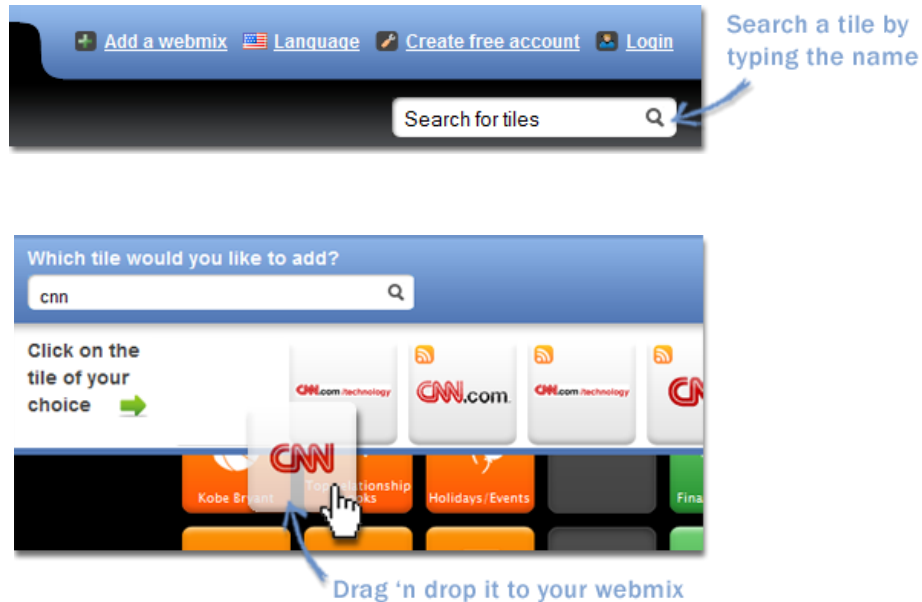 Add a webmix Language Create free account Login
Search a tile by
typing the name
Search for tiles
Which tile would you like to add?
cnn
Click on the
tile of your
choice
CNN.com/technology
CNN.com.
CNN.com/technology
CNN
Kobe Bryant
Holidays/Events
Drag 'n drop it to your webmix